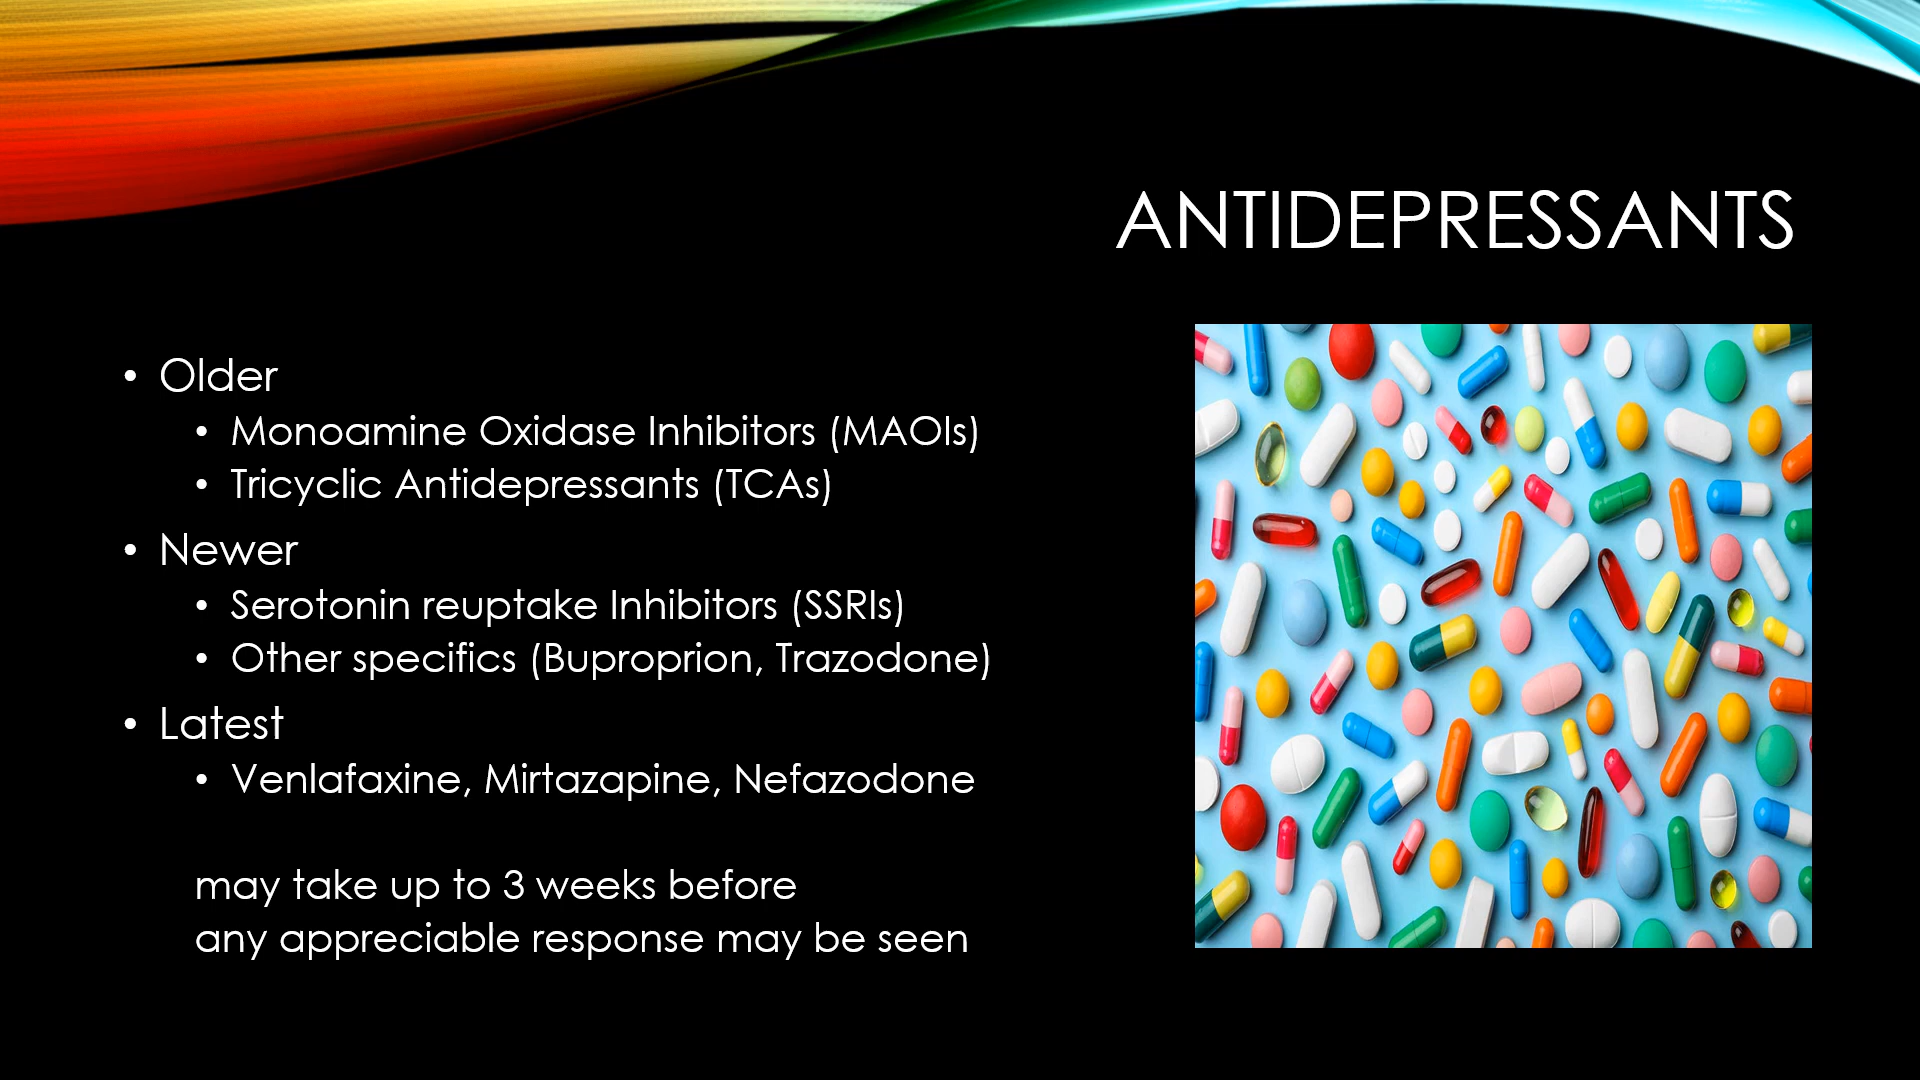 ANTIDEPRESSANTS
• Older
• Monoamine Oxidase Inhibitors (MAOIs)
• Tricyclic Antidepressants (TCAs)
• Newer
• Serotonin reuptake Inhibitors (SSRIs)
• Other specifics (Buproprion, Trazodone)
• Latest
• Venlafaxine, Mirtazapine, Nefazodone
may take up to 3 weeks before
any appreciable response may be seen